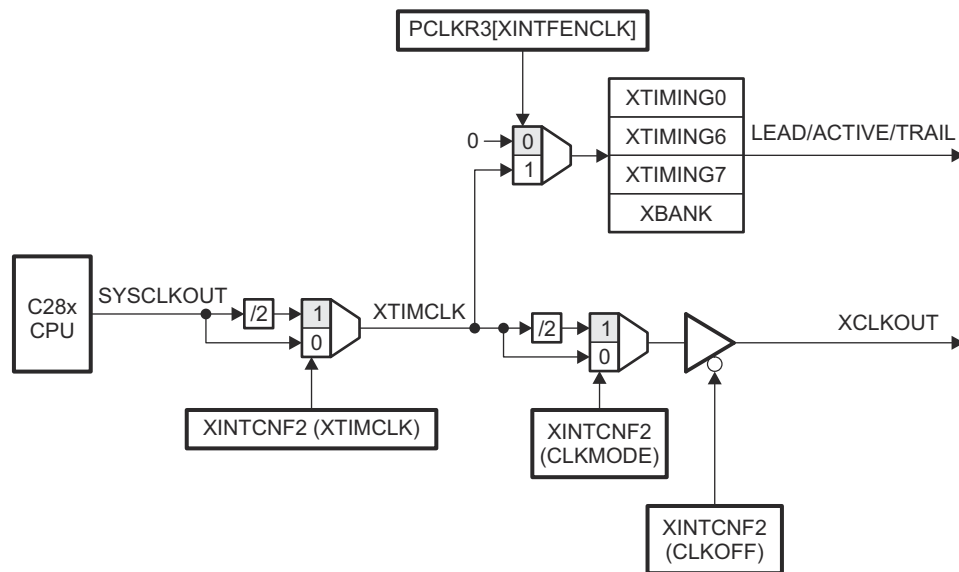 PCLKR3[XINTFENCLK]
0
0
1
XTIMING0
XTIMING6
XTIMING7
XBANK
LEAD/ACTIVE/TRAIL
C28x
CPU
SYSCLKOUT
/2
1
0
XTIMCLK
/2
1
0
XCLKOUT
XINTCNF2 (XTIMCLK)
XINTCNF2
(CLKMODE)
XINTCNF2
(CLKOFF)